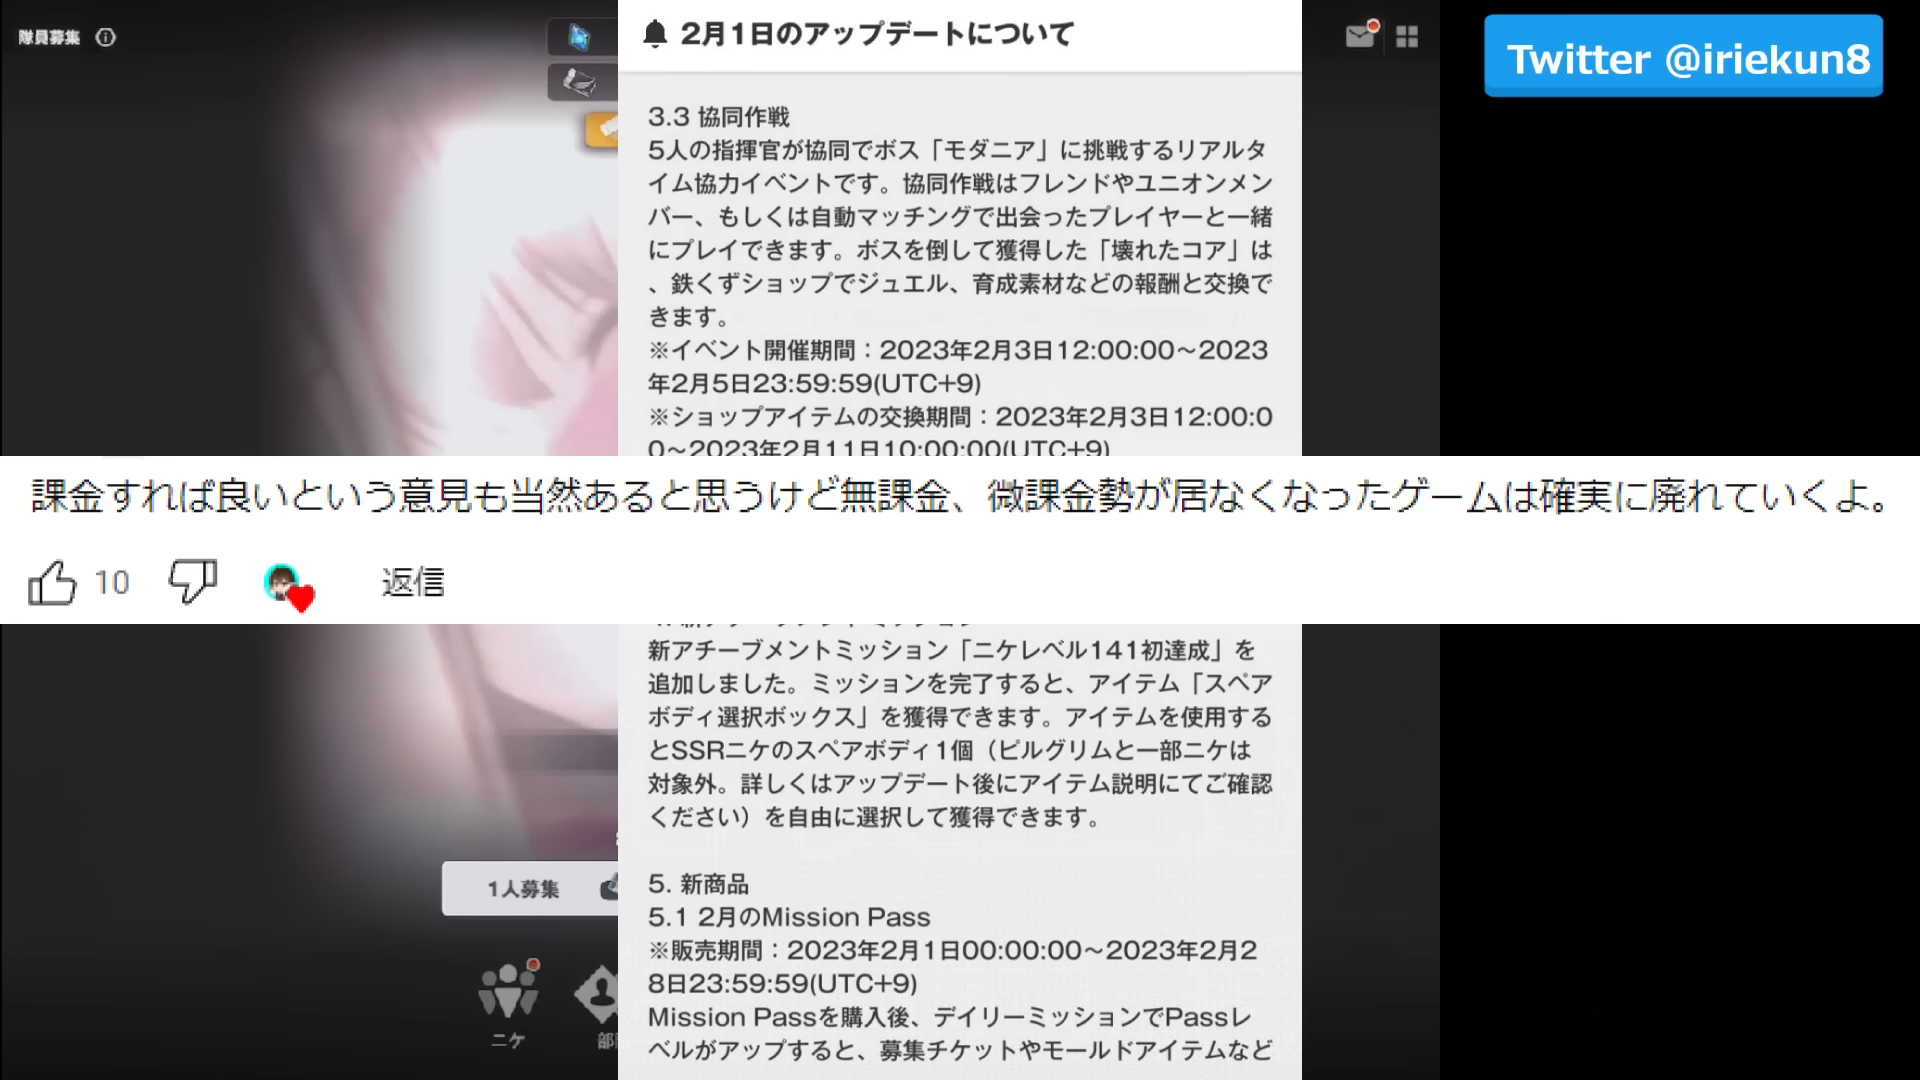 隊員募集
2月1日のアップデートについて
Twitter @iriekun8
3.3 協同作戦
5人の指揮官が協同でボス「モダニア」に挑戦するリアルタ
イム協力イベントです。協同作戦はフレンドやユニオンメン
バー、もしくは自動マッチングで出会ったプレイヤーと一緒
にプレイできます。ボスを倒して獲得した「壊れたコア」は
、鉄くずショップでジュエル、育成素材などの報酬と交換で
きます。
※イベント開催期間：2023年2月3日12:00:00〜2023
年2月5日23:59:59(UTC+9)
※ショップアイテムの交換期間：2023年2月3日12:00:0
0〜2023年2月11日10:00:00(UTC+9)
課金すれば良いという意見も当然あると思うけど無課金、微課金勢が居なくなったゲームは確実に廃れていくよ。
10
返信
新アチーブメントミッション「ニケレベル141初達成」を
追加しました。ミッションを完了すると、アイテム「スペア
ボディ選択ボックス」を獲得できます。アイテムを使用する
とSSRニケのスペアボディ1個（ピルグリムと一部ニケは
対象外。詳しくはアップデート後にアイテム説明にてご確認
ください）を自由に選択して獲得できます。
1人募集
5. 新商品
5.1 2月のMission Pass
※販売期間：2023年2月1日00:00:00〜2023年2月2
8日23:59:59(UTC+9)
Mission Passを購入後、デイリーミッションでPassレ
ベルがアップすると、募集チケットやモールドアイテムなど
ニケ